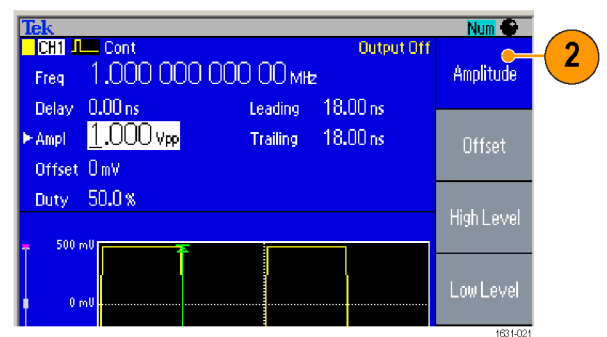 Tek Num
CH1 Cont Output Off
Freq 1.000 000 000 00 MHz
Delay 0.00 ns Leading 18.00 ns
Ampl 1.000 Vpp Trailing 18.00 ns
Offset 0 mV
Duty 50.0 %
500 mV
0 mV
Amplitude
Offset
High Level
Low Level
2
1631-021